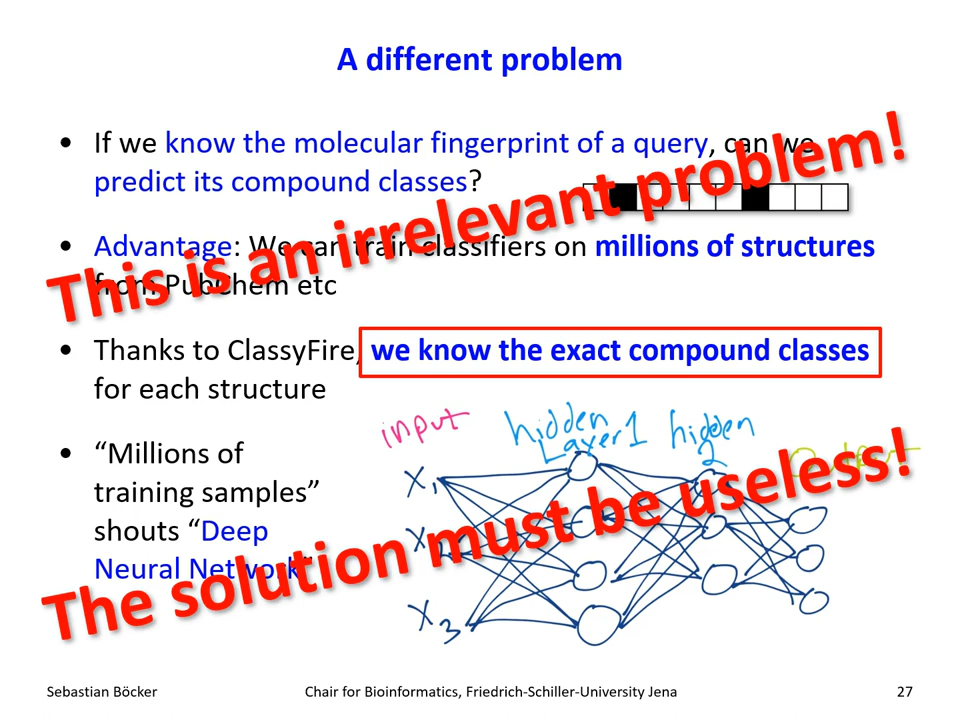 A different problem
• If we know the molecular fingerprint of a query, can we
predict its compound classes?
This is an irrelevant problem!
• Advantage: We can train classifiers on millions of structures
from PubChem etc
• Thanks to ClassyFire, we know the exact compound classes
for each structure
input hidden hidden
Layer 1 2
• “Millions of
training samples”
shouts “Deep
Neural Network”
X1
X2
X3
The solution must be useless!
Sebastian Böcker Chair for Bioinformatics, Friedrich-Schiller-University Jena 27